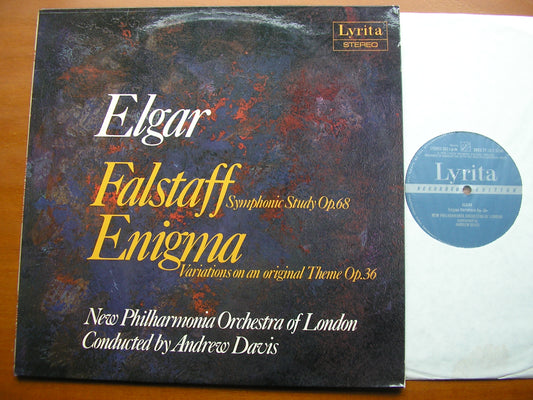 Lyrita
STEREO
Elgar
Falstaff
Symphonic Study Op.68
Enigma
Variations on an original Theme Op.36
New Philharmonia Orchestra of London
Conducted by Andrew Davis
Lyrita
RECORDED EDITION
ELGAR
Enigma Variations Op. 36
NEW PHILHARMONIA ORCHESTRA OF LONDON
ANDREW DAVIS